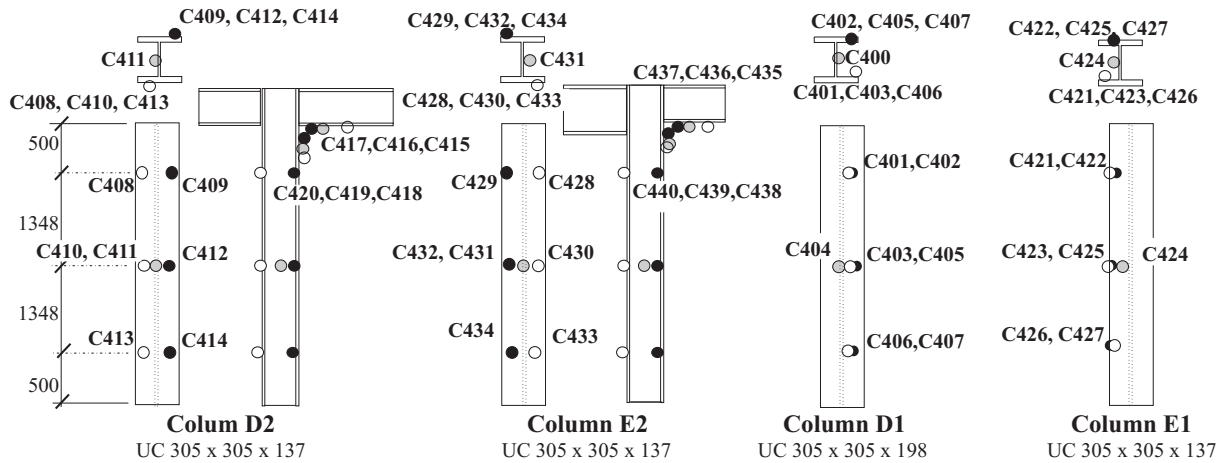 C409, C412, C414
C411
C408, C410, C413
500
1348
1348
500
C408
C409
C410, C411
C412
C413
C414
C417,C416,C415
C420,C419,C418
Colum D2
UC 305 x 305 x 137
C429, C432, C434
C431
C428, C430, C433
C437,C436,C435
C429
C428
C440,C439,C438
C432, C431
C430
C434
C433
Column E2
UC 305 x 305 x 137
C402, C405, C407
C400
C401,C403,C406
C401,C402
C404
C403,C405
C406,C407
Column D1
UC 305 x 305 x 198
C422, C425, C427
C424
C421,C423,C426
C421,C422
C423, C425
C424
C426, C427
Column E1
UC 305 x 305 x 137